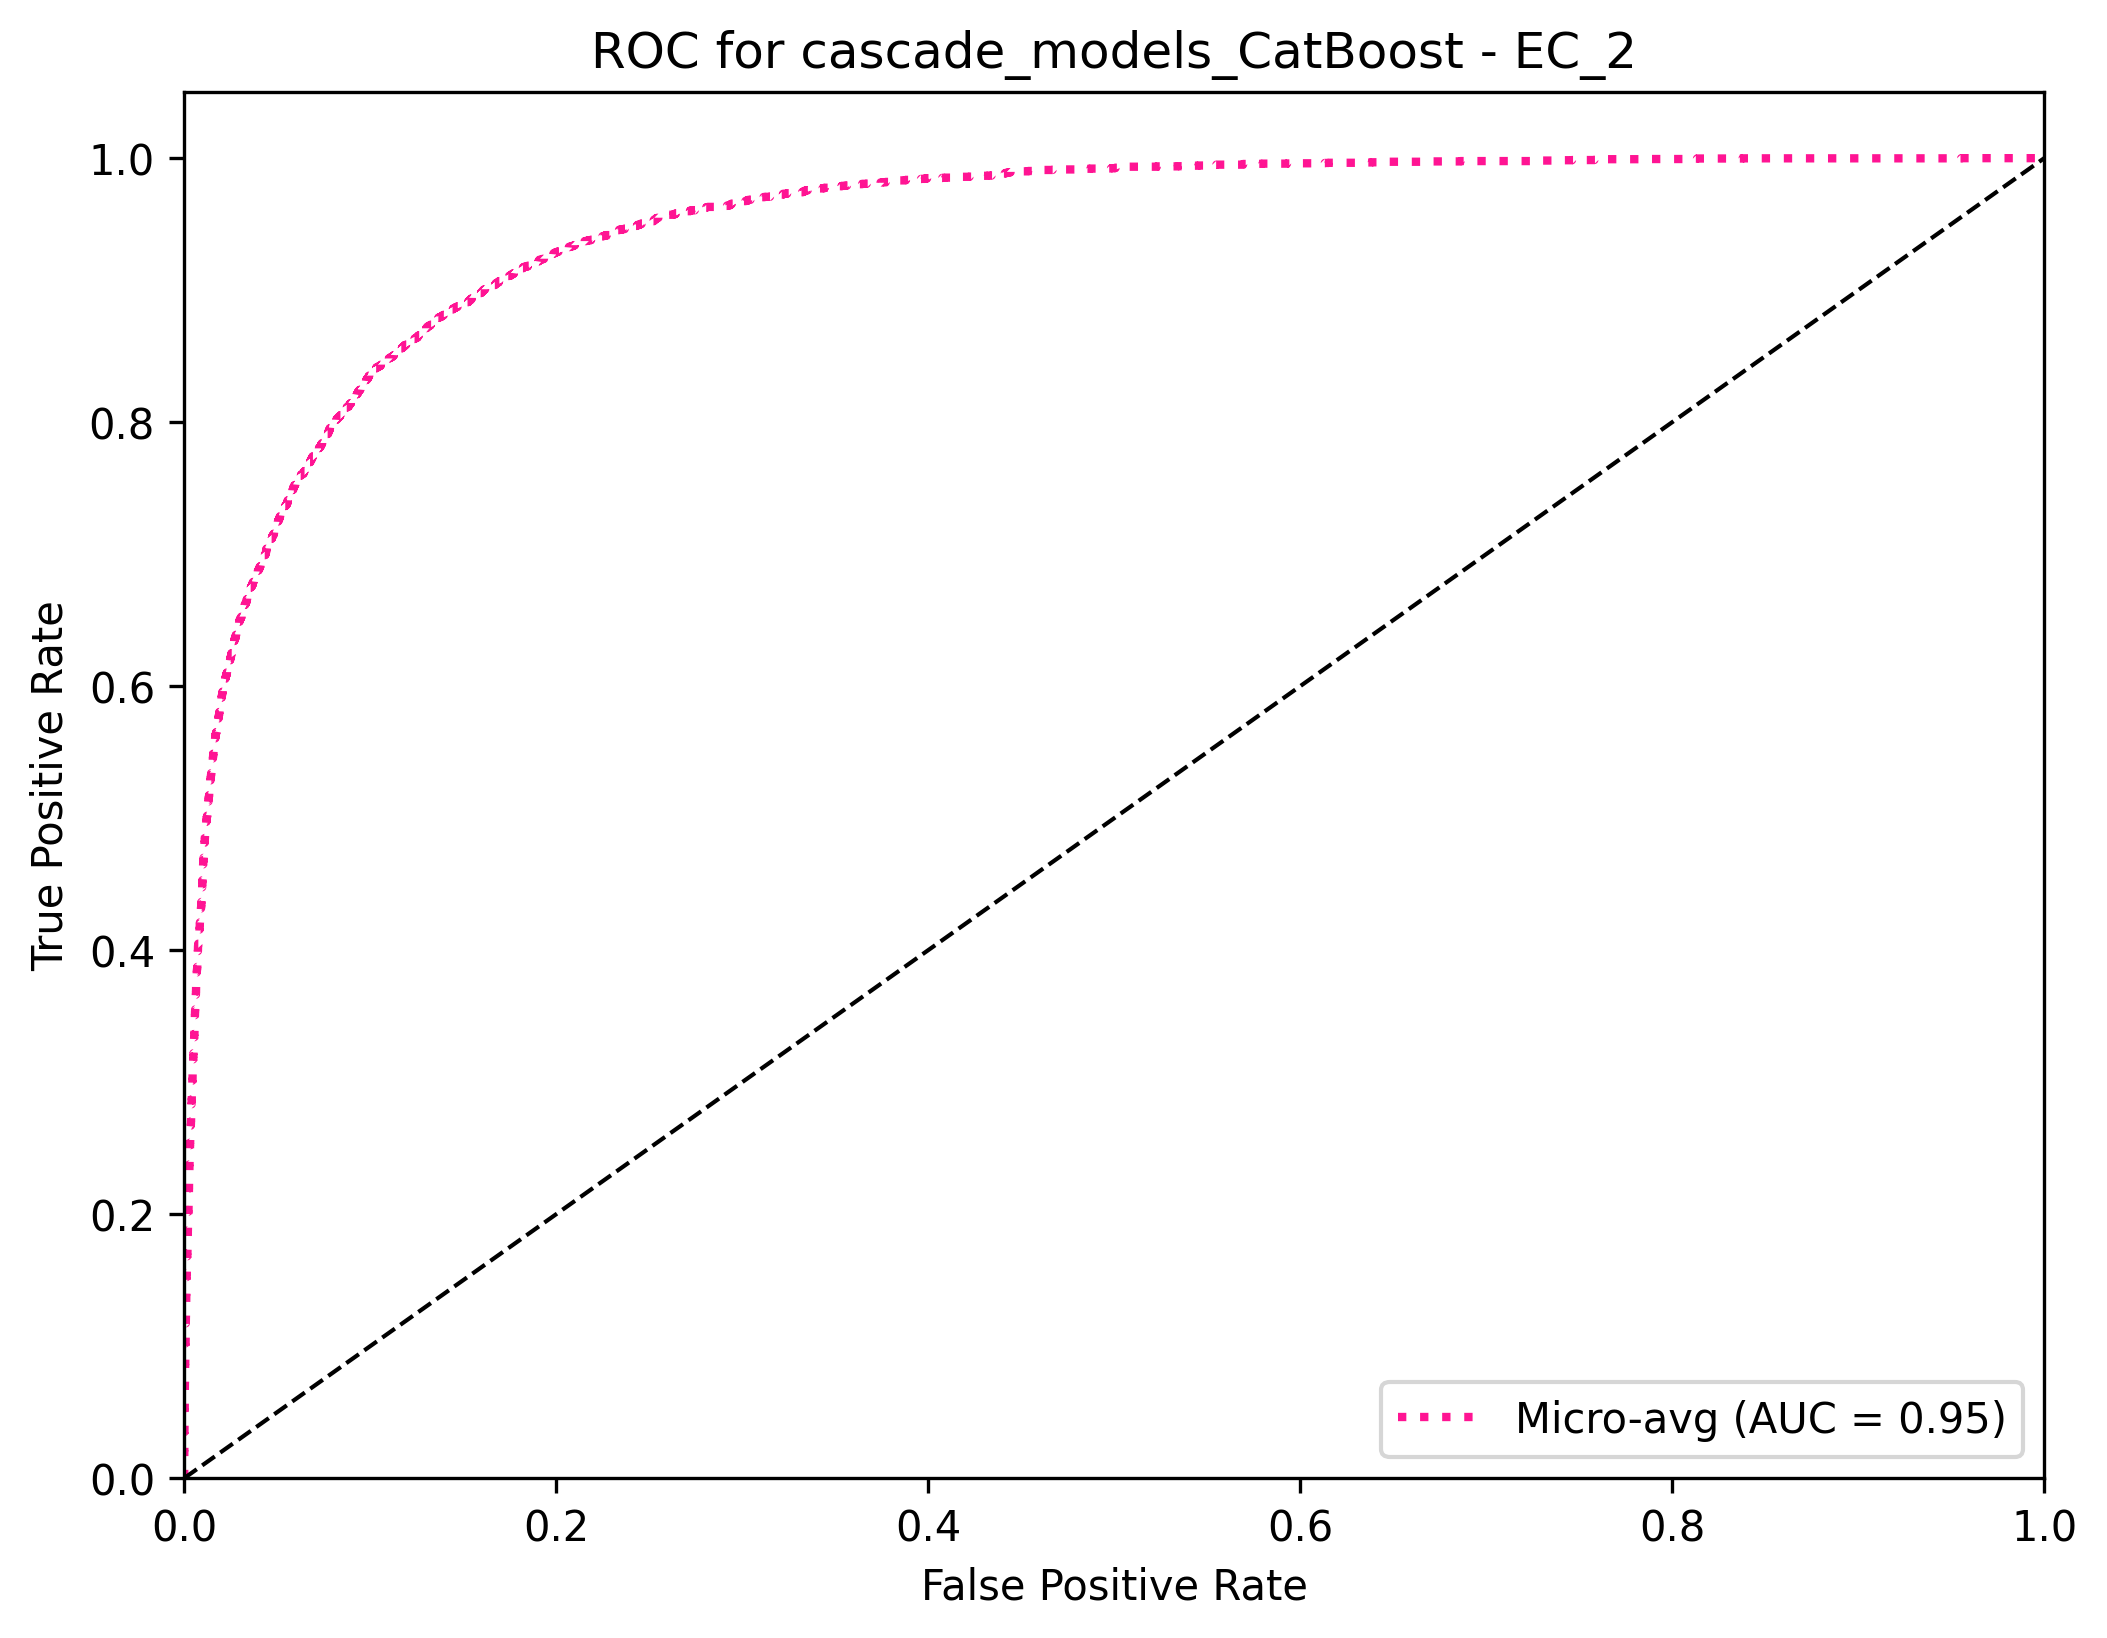 ROC for cascade_models_CatBoost - EC_2
True Positive Rate
1.0
0.8
0.6
0.4
0.2
0.0
0.0 0.2 0.4 0.6 0.8 1.0
False Positive Rate
Micro-avg (AUC = 0.95)